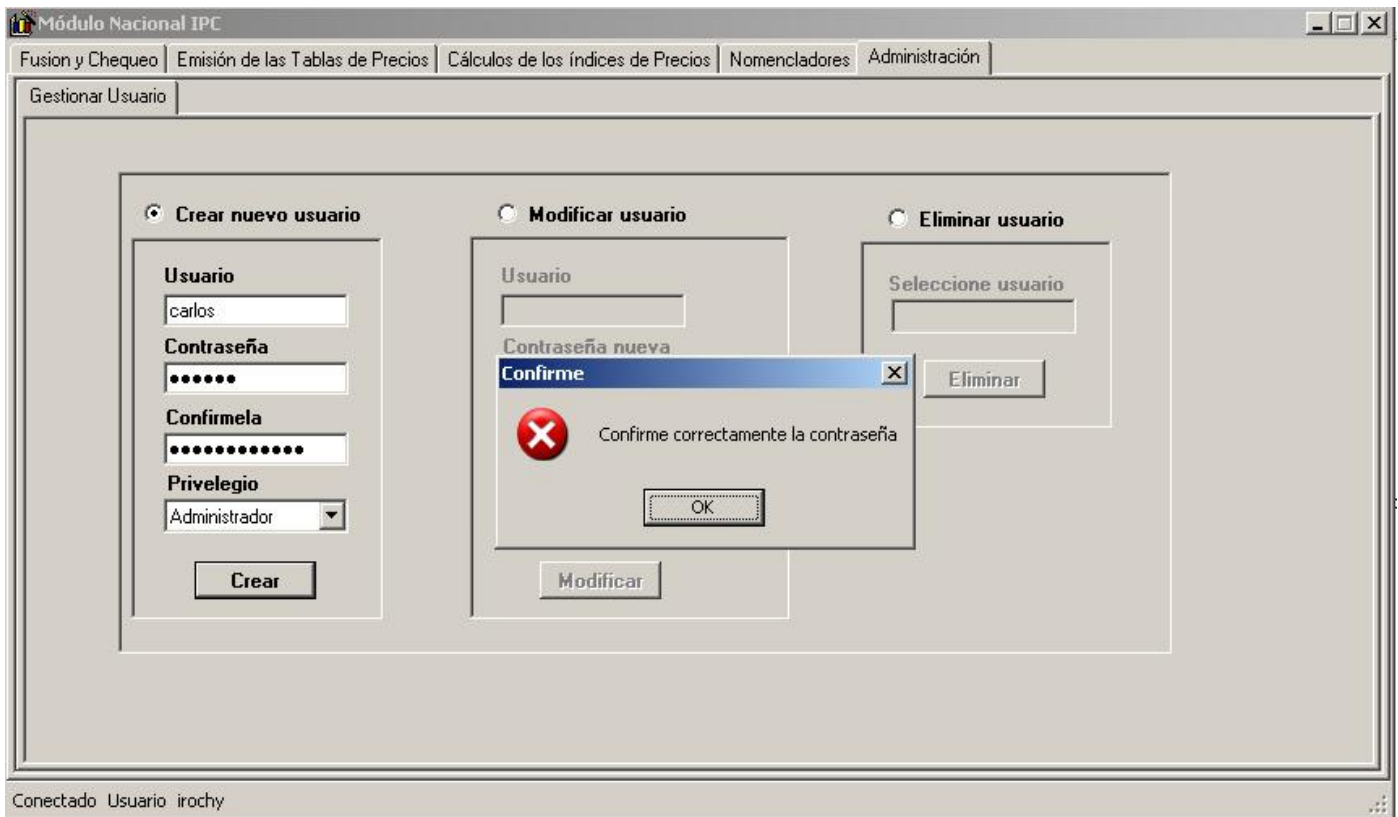 Módulo Nacional IPC
Fusion y Chequeo Emisión de las Tablas de Precios Cálculos de los índices de Precios Nomencladores Administración
Gestionar Usuario
Crear nuevo usuario
Usuario
carlos
Contraseña
••••••
Confirmela
••••••••••••
Privelegio
Administrador
Crear
Modificar usuario
Usuario
Contraseña nueva
Modificar
Eliminar usuario
Seleccione usuario
Eliminar
Confirme
Confirme correctamente la contraseña
OK
Conectado Usuario irochy